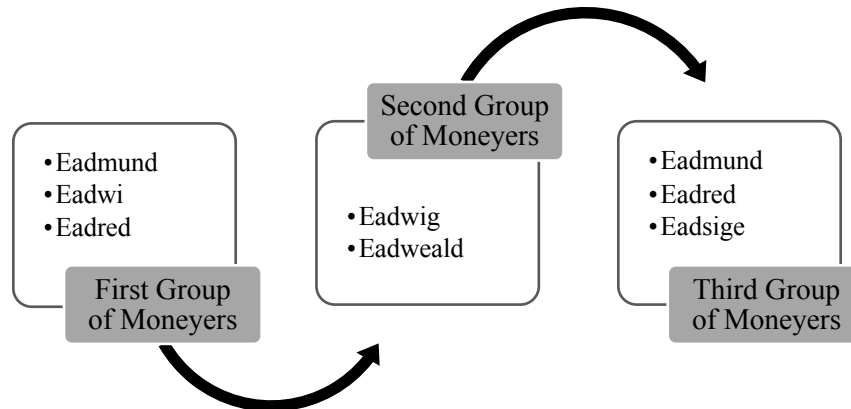 •Eadmund
•Eadwi
•Eadred
First Group
of Moneyers
Second Group
of Moneyers
•Eadwig
•Eadweald
•Eadmund
•Eadred
•Eadsige
Third Group
of Moneyers